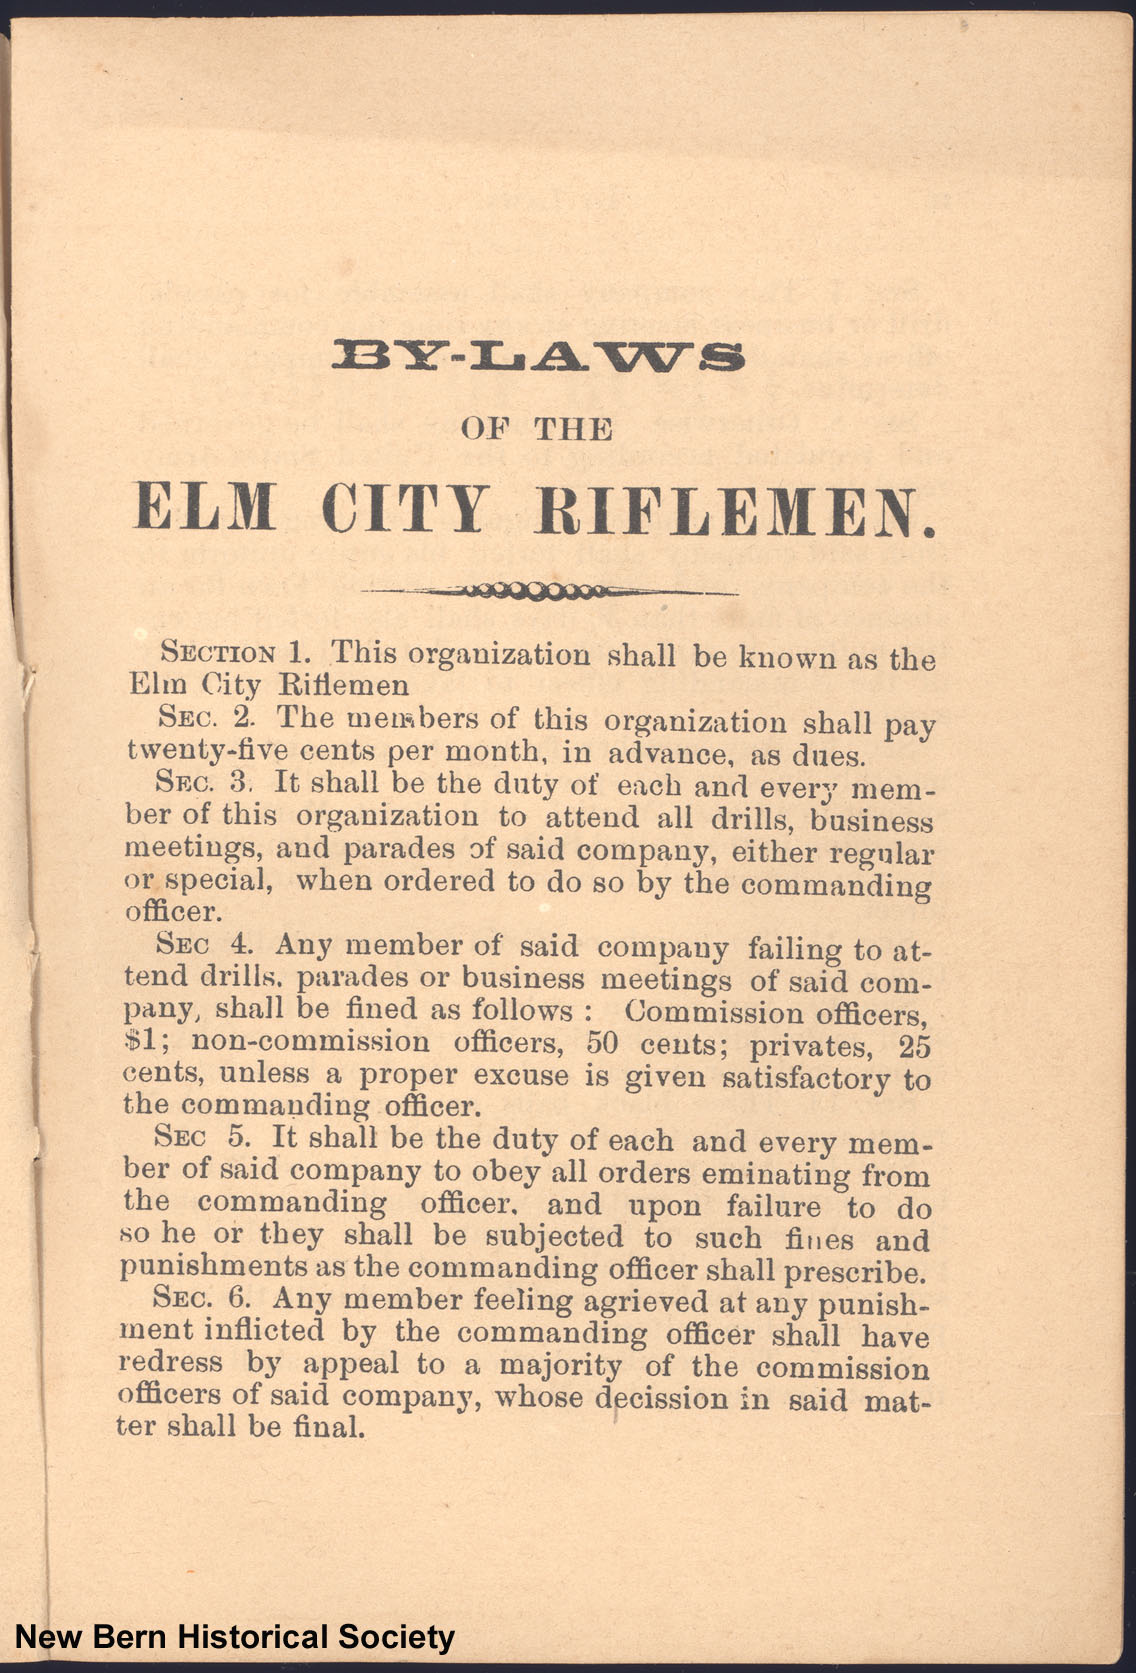 BY-LAWS
OF THE
ELM CITY RIFLEMEN.
SECTION 1. This organization shall be known as the
Elm City Riflemen
SEC. 2. The members of this organization shall pay
twenty-five cents per month, in advance, as dues.
SEC. 3. It shall be the duty of each and every mem-
ber of this organization to attend all drills, business
meetings, and parades of said company, either regular
or special, when ordered to do so by the commanding
officer.
SEC 4. Any member of said company failing to at-
tend drills. parades or business meetings of said com-
pany, shall be fined as follows : Commission officers,
$1; non-commission officers, 50 cents; privates, 25
cents, unless a proper excuse is given satisfactory to
the commanding officer.
SEC 5. It shall be the duty of each and every mem-
ber of said company to obey all orders eminating from
the commanding officer. and upon failure to do
so he or they shall be subjected to such fines and
punishments as the commanding officer shall prescribe.
SEC. 6. Any member feeling agrieved at any punish-
ment inflicted by the commanding officer shall have
redress by appeal to a majority of the commission
officers of said company, whose decission in said mat-
ter shall be final.
New Bern Historical Society